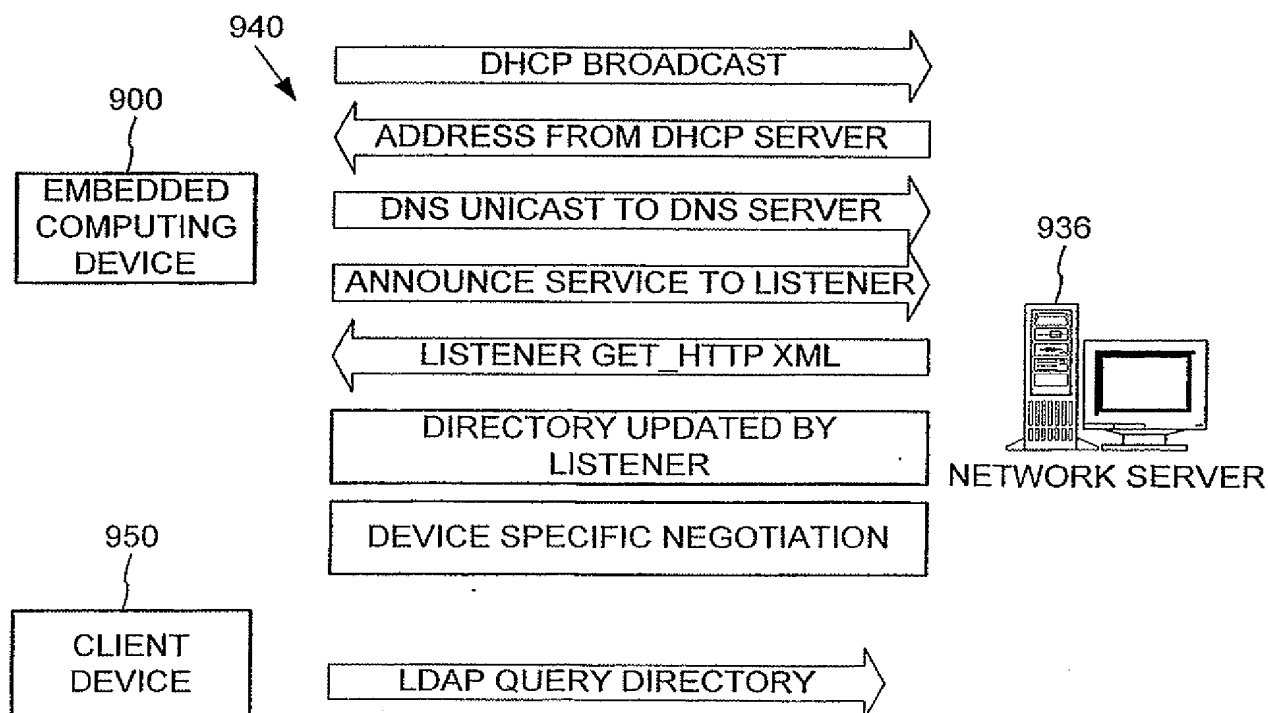 940
DHCP BROADCAST
900
ADDRESS FROM DHCP SERVER
EMBEDDED
COMPUTING
DEVICE
DNS UNICAST TO DNS SERVER
936
ANNOUNCE SERVICE TO LISTENER
LISTENER GET_HTTP XML
DIRECTORY UPDATED BY
LISTENER
NETWORK SERVER
DEVICE SPECIFIC NEGOTIATION
950
CLIENT
DEVICE
LDAP QUERY DIRECTORY